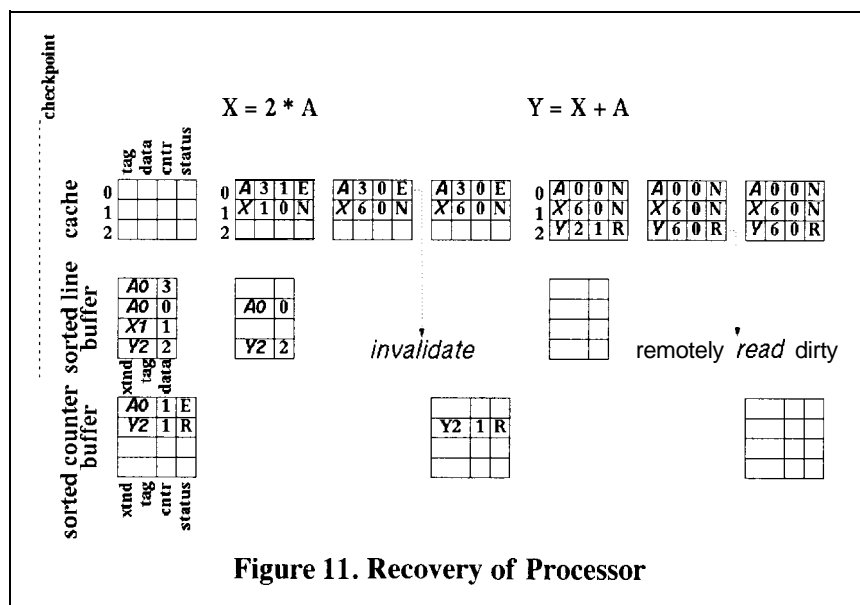 checkpoint
X = 2 * A
Y = X + A
tag
data
cntr
status
cache
0
1
2
0 A 3 1 E
1 X 1 0 N
2
A 3 0 E
X 6 0 N
A 3 0 E
X 6 0 N
0 A 0 0 N
1 X 6 0 N
2 Y 2 1 R
A 0 0 N
X 6 0 N
Y 6 0 R
A 0 0 N
X 6 0 N
Y 6 0 R
sorted line
buffer
A0 3
A0 0
X1 1
Y2 2
xtnd
tag
data
A0 0
Y2 2
invalidate
remotely read dirty
sorted counter
buffer
A0 1 E
Y2 1 R
xtnd
tag
cntr
status
Y2 1 R
Figure 11. Recovery of Processor